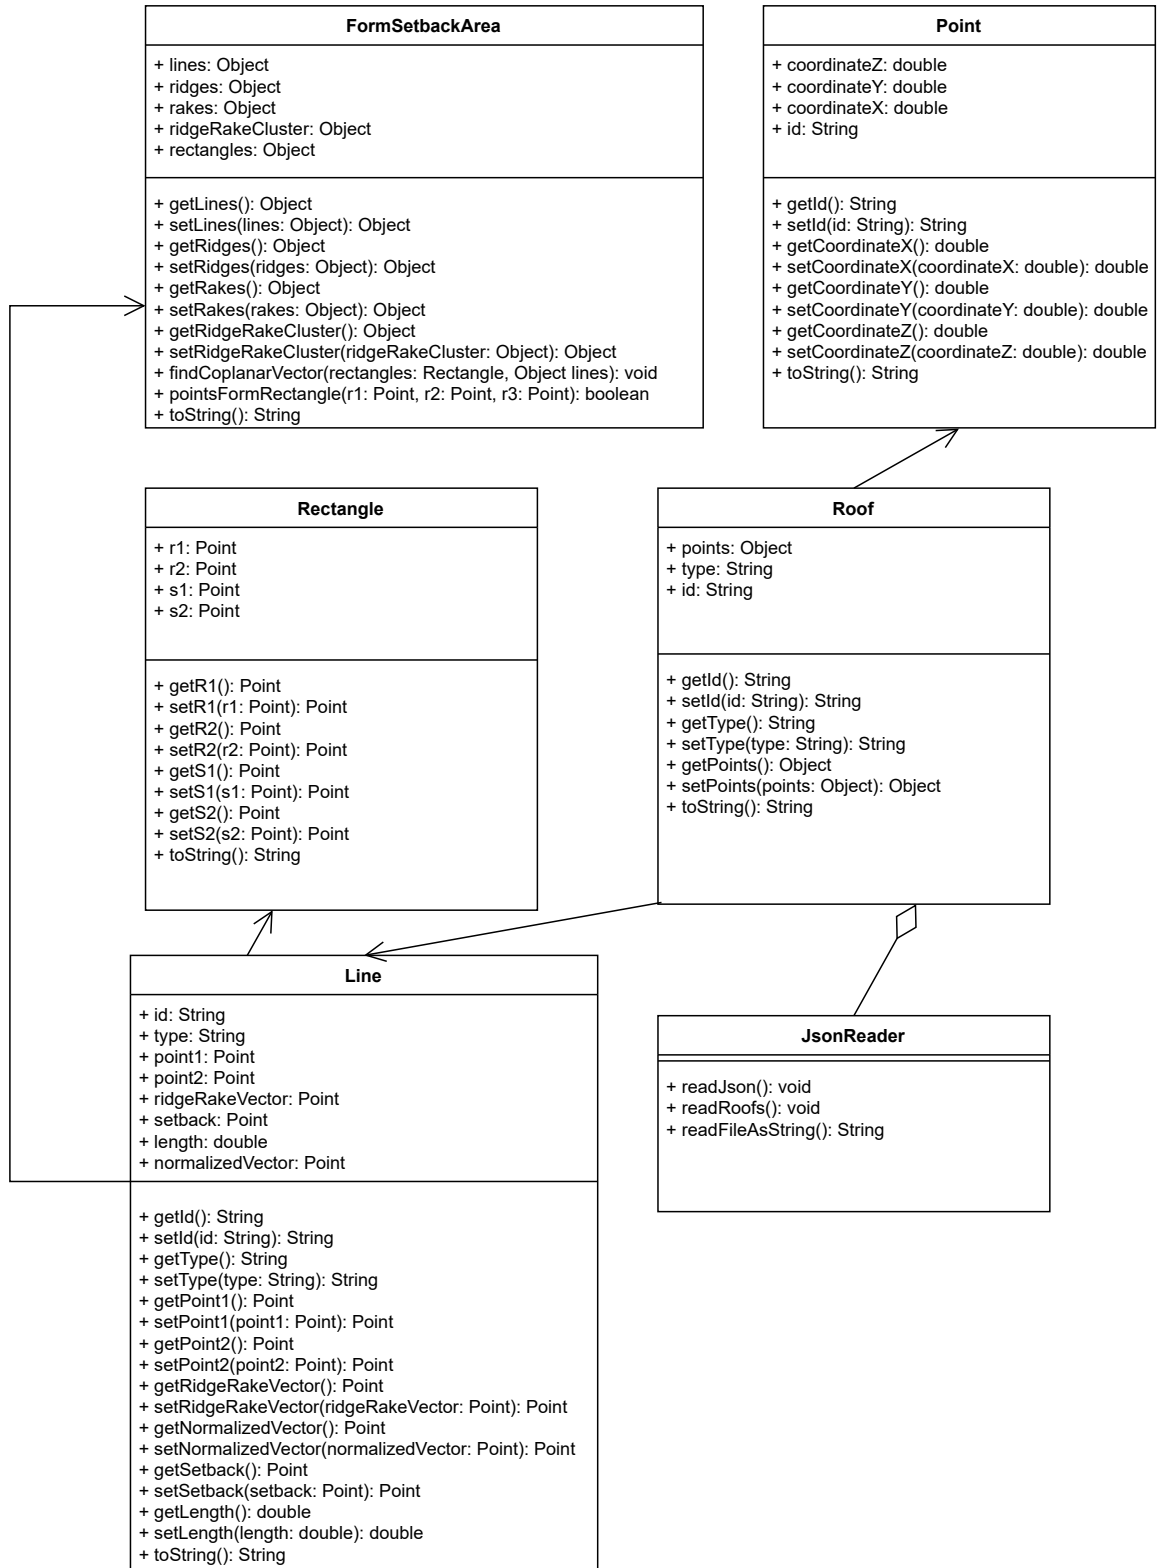 FormSetbackArea
+ lines: Object
+ ridges: Object
+ rakes: Object
+ ridgeRakeCluster: Object
+ rectangles: Object
+ getLines(): Object
+ setLines(lines: Object): Object
+ getRidges(): Object
+ setRidges(ridges: Object): Object
+ getRakes(): Object
+ setRakes(rakes: Object): Object
+ getRidgeRakeCluster(): Object
+ setRidgeRakeCluster(ridgeRakeCluster: Object): Object
+ findCoplanarVector(rectangles: Rectangle, Object lines): void
+ pointsFormRectangle(r1: Point, r2: Point, r3: Point): boolean
+ toString(): String
Point
+ coordinateZ: double
+ coordinateY: double
+ coordinateX: double
+ id: String
+ getId(): String
+ setId(id: String): String
+ getCoordinateX(): double
+ setCoordinateX(coordinateX: double): double
+ getCoordinateY(): double
+ setCoordinateY(coordinateY: double): double
+ getCoordinateZ(): double
+ setCoordinateZ(coordinateZ: double): double
+ toString(): String
Rectangle
+ r1: Point
+ r2: Point
+ s1: Point
+ s2: Point
+ getR1(): Point
+ setR1(r1: Point): Point
+ getR2(): Point
+ setR2(r2: Point): Point
+ getS1(): Point
+ setS1(s1: Point): Point
+ getS2(): Point
+ setS2(s2: Point): Point
+ toString(): String
Roof
+ points: Object
+ type: String
+ id: String
+ getId(): String
+ setId(id: String): String
+ getType(): String
+ setType(type: String): String
+ getPoints(): Object
+ setPoints(points: Object): Object
+ toString(): String
Line
+ id: String
+ type: String
+ point1: Point
+ point2: Point
+ ridgeRakeVector: Point
+ setback: Point
+ length: double
+ normalizedVector: Point
+ getId(): String
+ setId(id: String): String
+ getType(): String
+ setType(type: String): String
+ getPoint1(): Point
+ setPoint1(point1: Point): Point
+ getPoint2(): Point
+ setPoint2(point2: Point): Point
+ getRidgeRakeVector(): Point
+ setRidgeRakeVector(ridgeRakeVector: Point): Point
+ getNormalizedVector(): Point
+ setNormalizedVector(normalizedVector: Point): Point
+ getSetback(): Point
+ setSetback(setback: Point): Point
+ getLength(): double
+ setLength(length: double): double
+ toString(): String
JsonReader
+ readJson(): void
+ readRoofs(): void
+ readFileAsString(): String